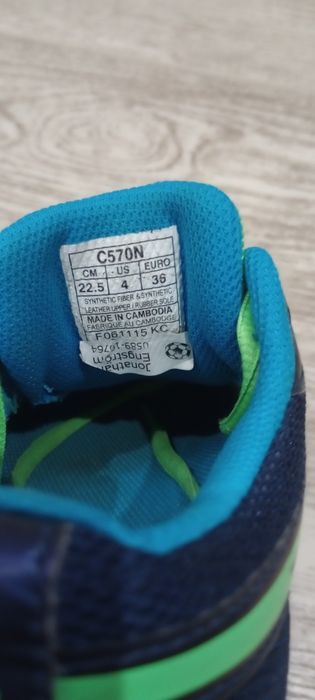 C570N
CM US EURO
22.5 4 36
SYNTHETIC FIBER & SYNTHETIC
LEATHER UPPER / RUBBER SOLE
MADE IN CAMBODIA
FABRIQUE AU CAMBODGE
F061115 KC
Jonathan
Engström